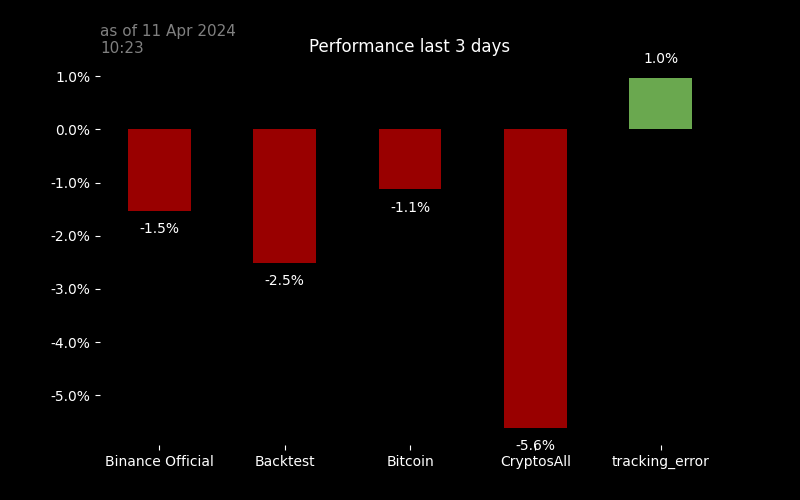 as of 11 Apr 2024
10:23
Performance last 3 days
1.0%
1.0%
0.0%
-1.0%
-1.5%
-1.1%
-2.0%
-2.5%
-3.0%
-4.0%
-5.0%
-5.6%
Binance Official
Backtest
Bitcoin
CryptosAll
tracking_error